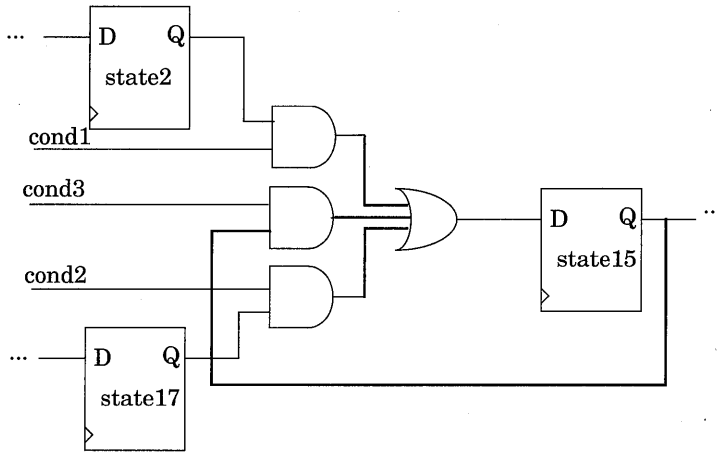 ... D Q
state2
cond1
cond3
D Q ..
state15
cond2
... D Q
state17